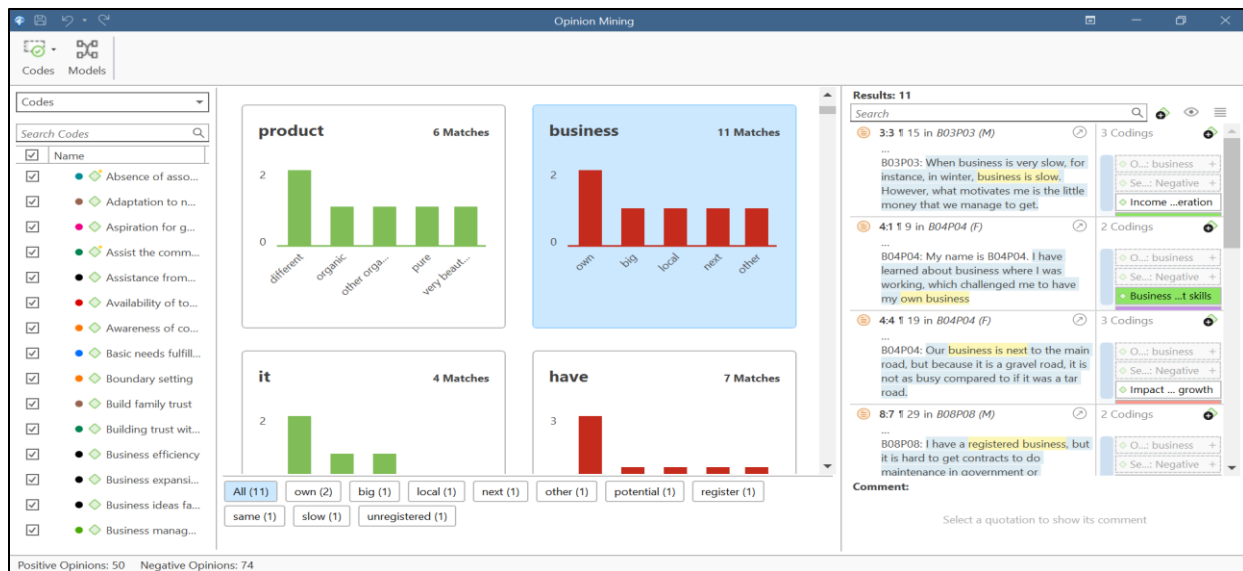 Opinion Mining
Codes
Models
Codes
Search Codes
Name
Absence of asso...
Adaptation to n...
Aspiration for g...
Assist the comm...
Assistance from...
Availability of to...
Awareness of co...
Basic needs fulfill...
Boundary setting
Build family trust
Building trust wit...
Business efficiency
Business expansi...
Business ideas fa...
Business manag...
product 6 Matches
2
0
different
organic
other orga...
pure
very beaut...
business 11 Matches
2
0
own
big
local
next
other
it 4 Matches
2
have 7 Matches
3
All (11) own (2) big (1) local (1) next (1) other (1) potential (1) register (1)
same (1) slow (1) unregistered (1)
Results: 11
Search
3:3 ¶ 15 in B03P03 (M)
...
B03P03: When business is very slow, for
instance, in winter, business is slow.
However, what motivates me is the little
money that we manage to get.
3 Codings
O...: business +
Se...: Negative +
Income ...eration
4:1 ¶ 9 in B04P04 (F)
...
B04P04: My name is B04P04. I have
learned about business where I was
working, which challenged me to have
my own business
2 Codings
O...: business +
Se...: Negative +
Business ...t skills
4:4 ¶ 19 in B04P04 (F)
...
B04P04: Our business is next to the main
road, but because it is a gravel road, it is
not as busy compared to if it was a tar
road.
3 Codings
O...: business +
Se...: Negative +
Impact ... growth
8:7 ¶ 29 in B08P08 (M)
...
B08P08: I have a registered business, but
it is hard to get contracts to do
maintenance in government or
2 Codings
O...: business +
Se...: Negative +
Comment:
Select a quotation to show its comment
Positive Opinions: 50 Negative Opinions: 74